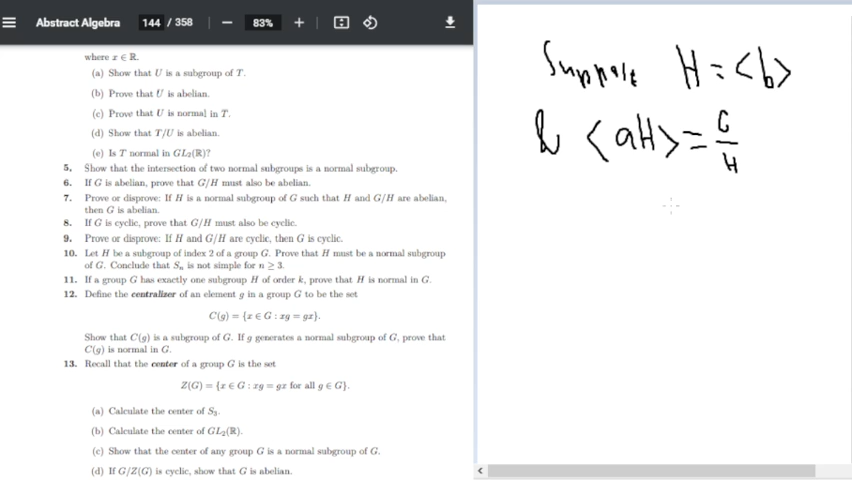 Abstract Algebra 144 / 358 — 83% +
where x ∈ ℝ.
(a) Show that U is a subgroup of T.
(b) Prove that U is abelian.
(c) Prove that U is normal in T.
(d) Show that T/U is abelian.
(e) Is T normal in GL₂(ℝ)?
5. Show that the intersection of two normal subgroups is a normal subgroup.
6. If G is abelian, prove that G/H must also be abelian.
7. Prove or disprove: If H is a normal subgroup of G such that H and G/H are abelian,
then G is abelian.
8. If G is cyclic, prove that G/H must also be cyclic.
9. Prove or disprove: If H and G/H are cyclic, then G is cyclic.
10. Let H be a subgroup of index 2 of a group G. Prove that H must be a normal subgroup
of G. Conclude that Sₙ is not simple for n ≥ 3.
11. If a group G has exactly one subgroup H of order k, prove that H is normal in G.
12. Define the centralizer of an element g in a group G to be the set
C(g) = {x ∈ G : xg = gx}.
Show that C(g) is a subgroup of G. If g generates a normal subgroup of G, prove that
C(g) is normal in G.
13. Recall that the center of a group G is the set
Z(G) = {x ∈ G : xg = gx for all g ∈ G}.
(a) Calculate the center of S₃.
(b) Calculate the center of GL₂(ℝ).
(c) Show that the center of any group G is a normal subgroup of G.
(d) If G/Z(G) is cyclic, show that G is abelian.
Suppose H = <b>
& <aH> = G/H